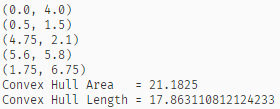 (0.0, 4.0)
(0.5, 1.5)
(4.75, 2.1)
(5.6, 5.8)
(1.75, 6.75)
Convex Hull Area   = 21.1825
Convex Hull Length = 17.863110812124233